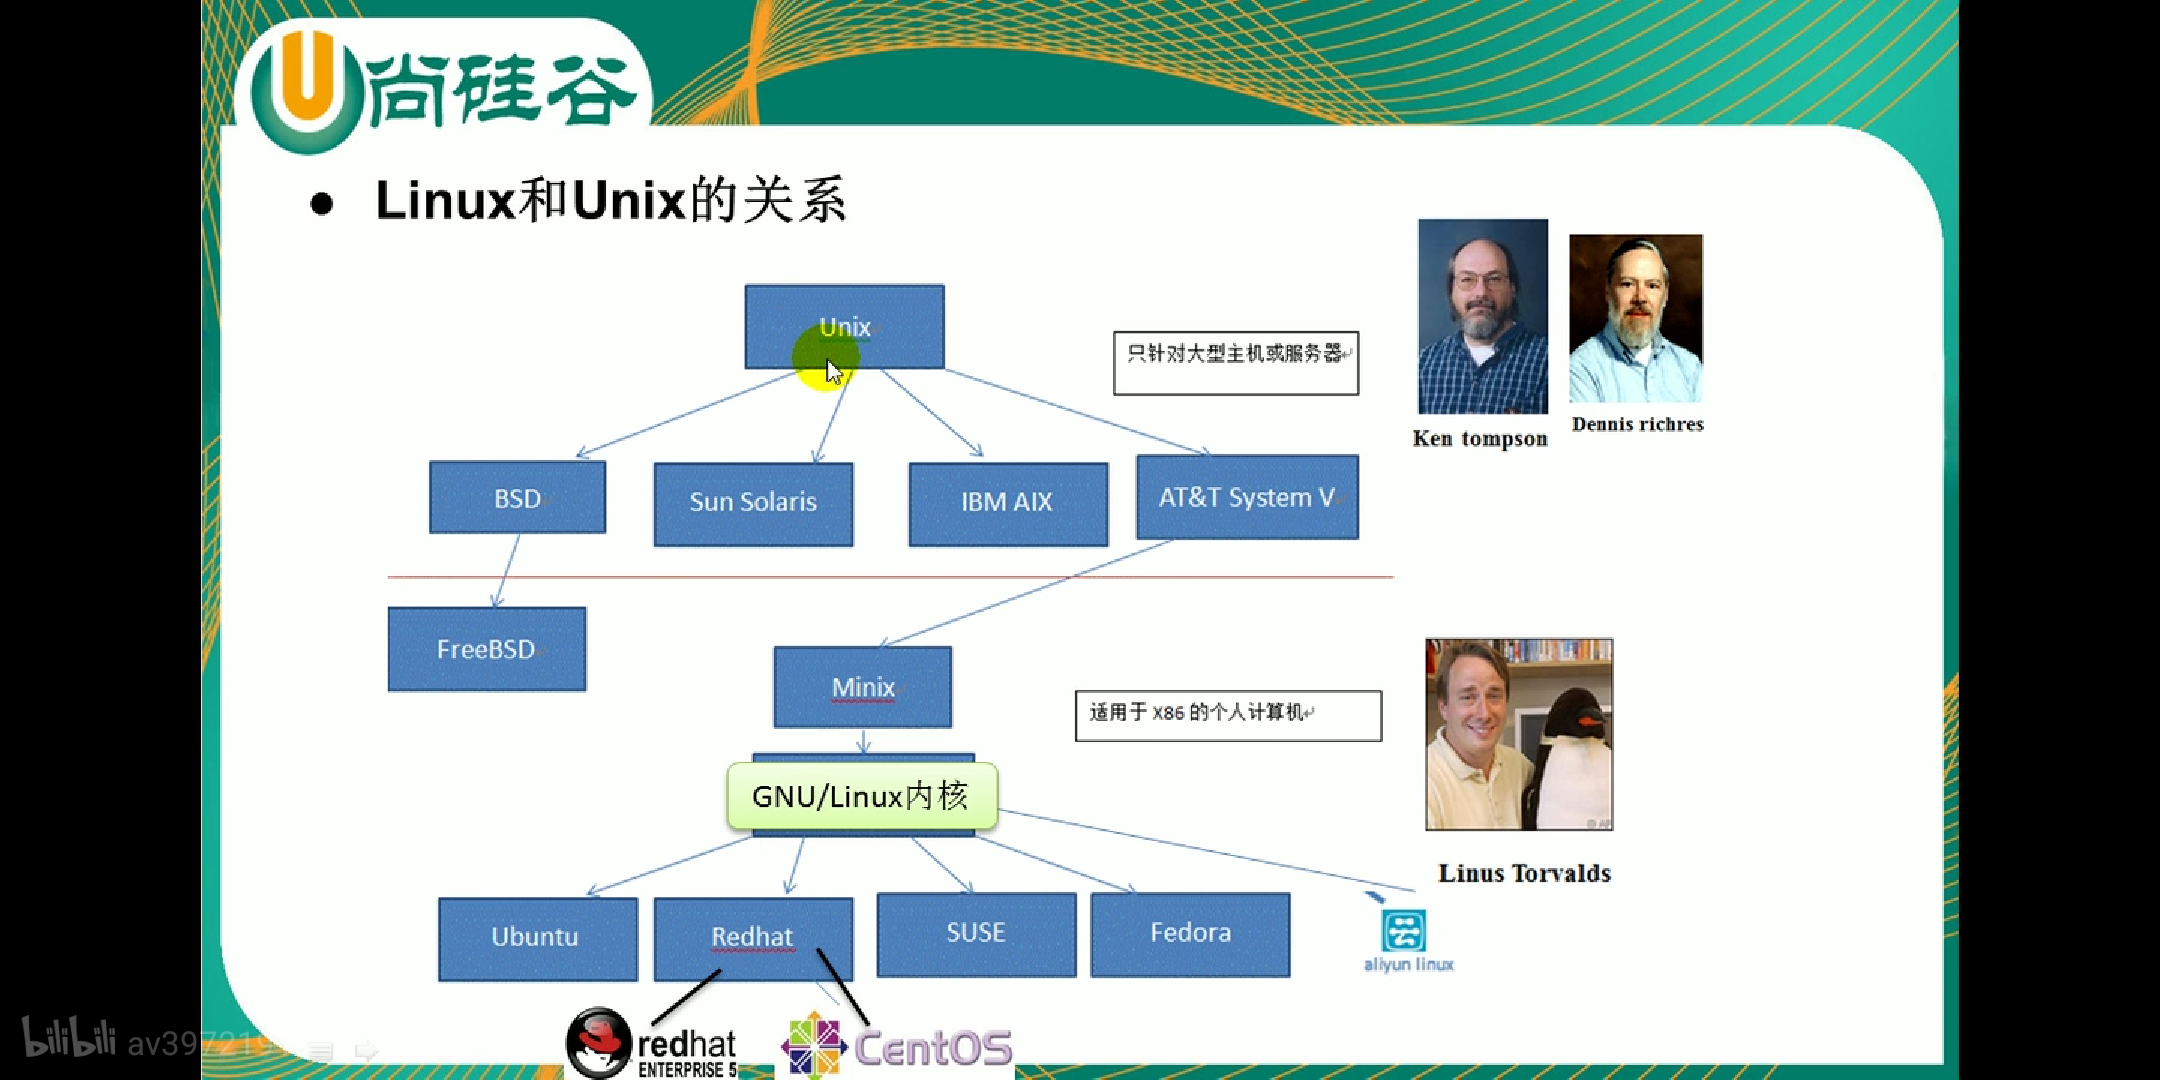 尚硅谷
Linux和Unix的关系
Unix
只针对大型主机或服务器
Ken tompson
Dennis richres
BSD
Sun Solaris
IBM AIX
AT&T System V
FreeBSD
Minix
适用于 X86 的个人计算机
GNU/Linux内核
Linus Torvalds
Ubuntu
Redhat
SUSE
Fedora
aliyun linux
redhat
ENTERPRISE 5
CentOS
bilibili